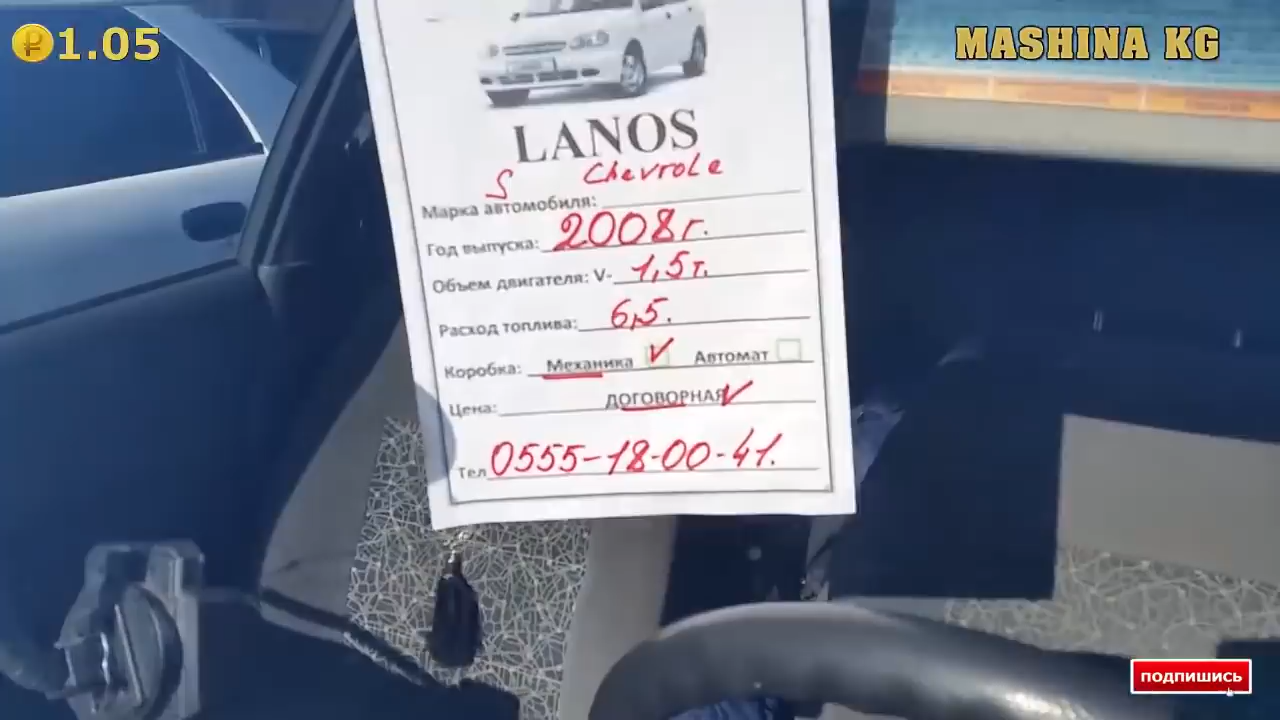 1.05
MASHINA KG
LANOS
S Chevrole
Марка автомобиля:
Год выпуска: 2008г.
Объем двигателя: V- 1,5т.
Расход топлива: 6,5.
Коробка: Механика Автомат
Цена: ДОГОВОРНАЯ
Тел 0555-18-00-41.
подпишись